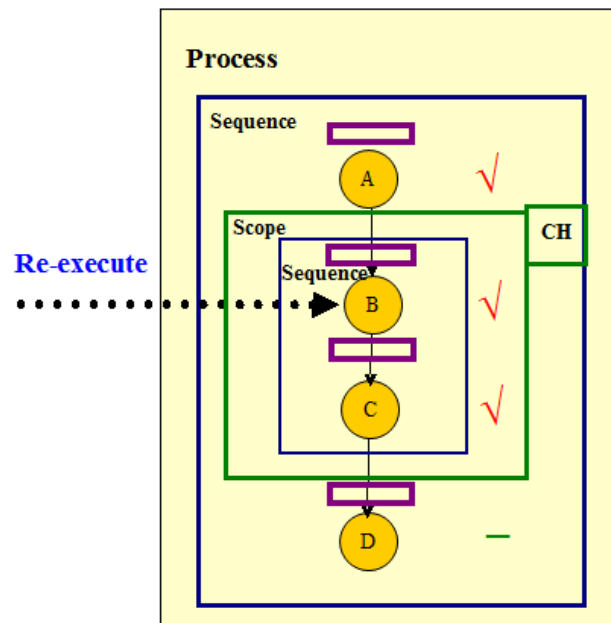 Process
Sequence
A
√
Scope
CH
Re-execute
Sequence
B
√
C
√
D
–